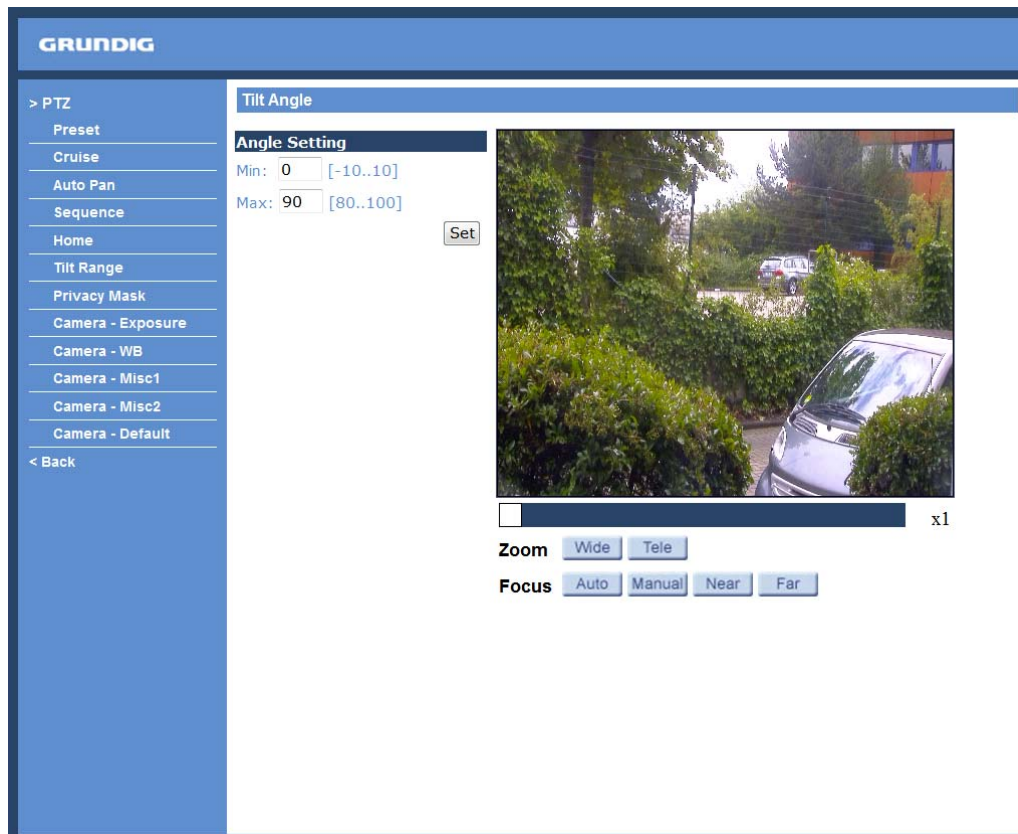 GRUNDIG
> PTZ
Preset
Cruise
Auto Pan
Sequence
Home
Tilt Range
Privacy Mask
Camera - Exposure
Camera - WB
Camera - Misc1
Camera - Misc2
Camera - Default
< Back
Tilt Angle
Angle Setting
Min: 0 [-10..10]
Max: 90 [80..100]
Set
x1
Zoom Wide Tele
Focus Auto Manual Near Far